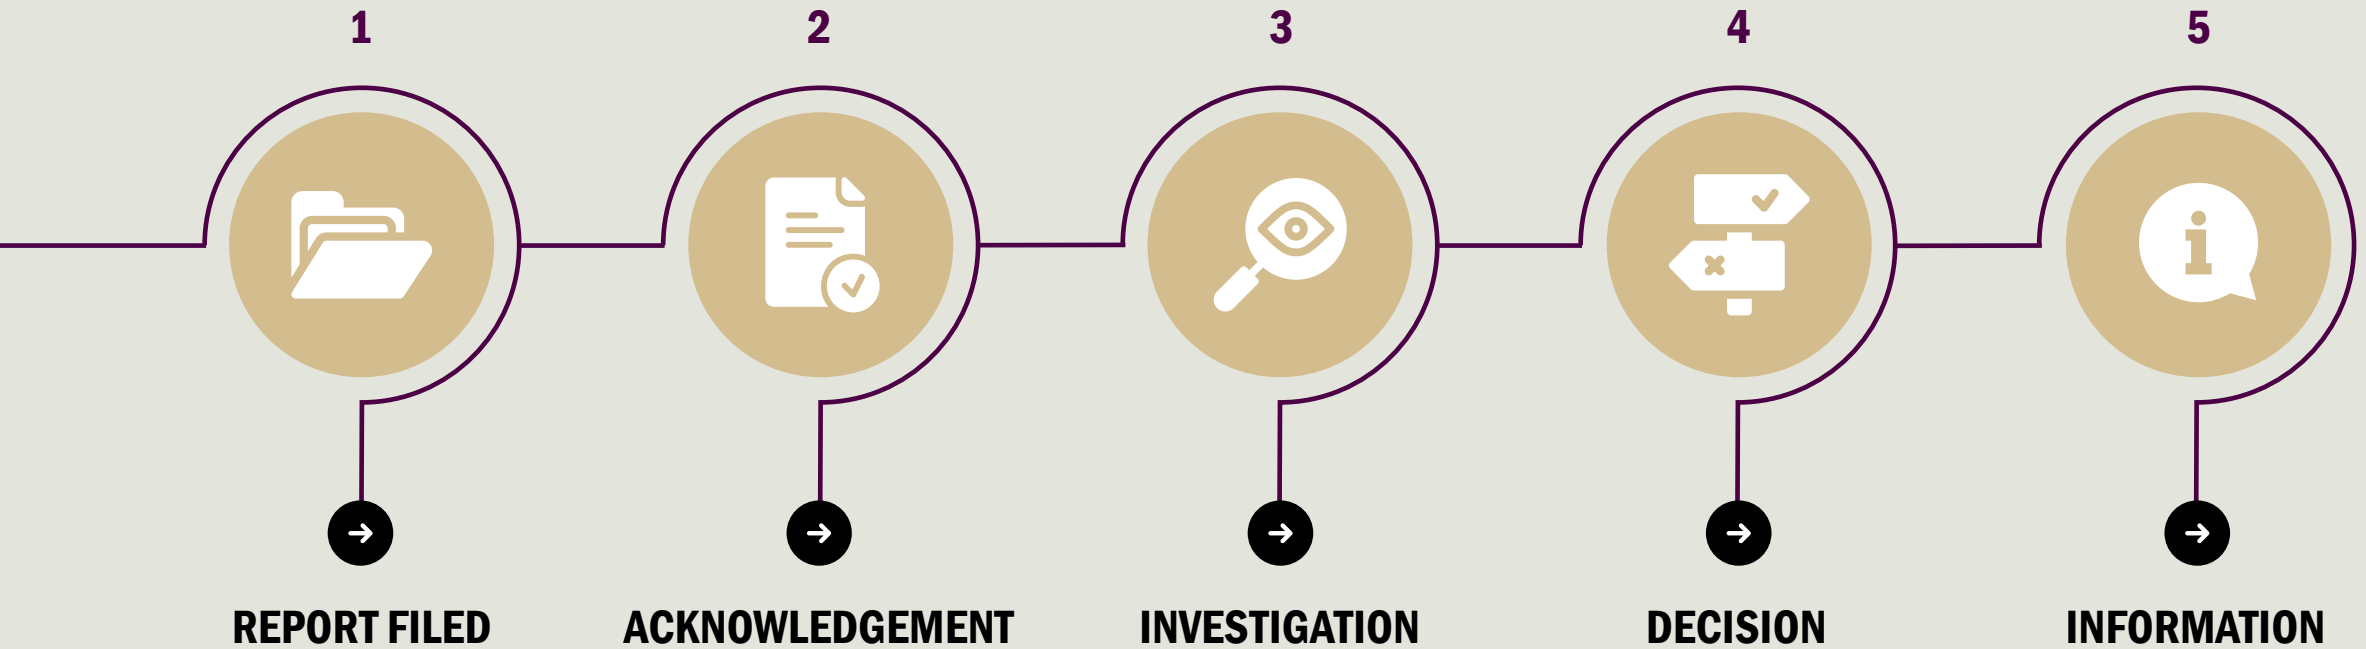 1 2 3 4 5
REPORT FILED ACKNOWLEDGEMENT INVESTIGATION DECISION INFORMATION